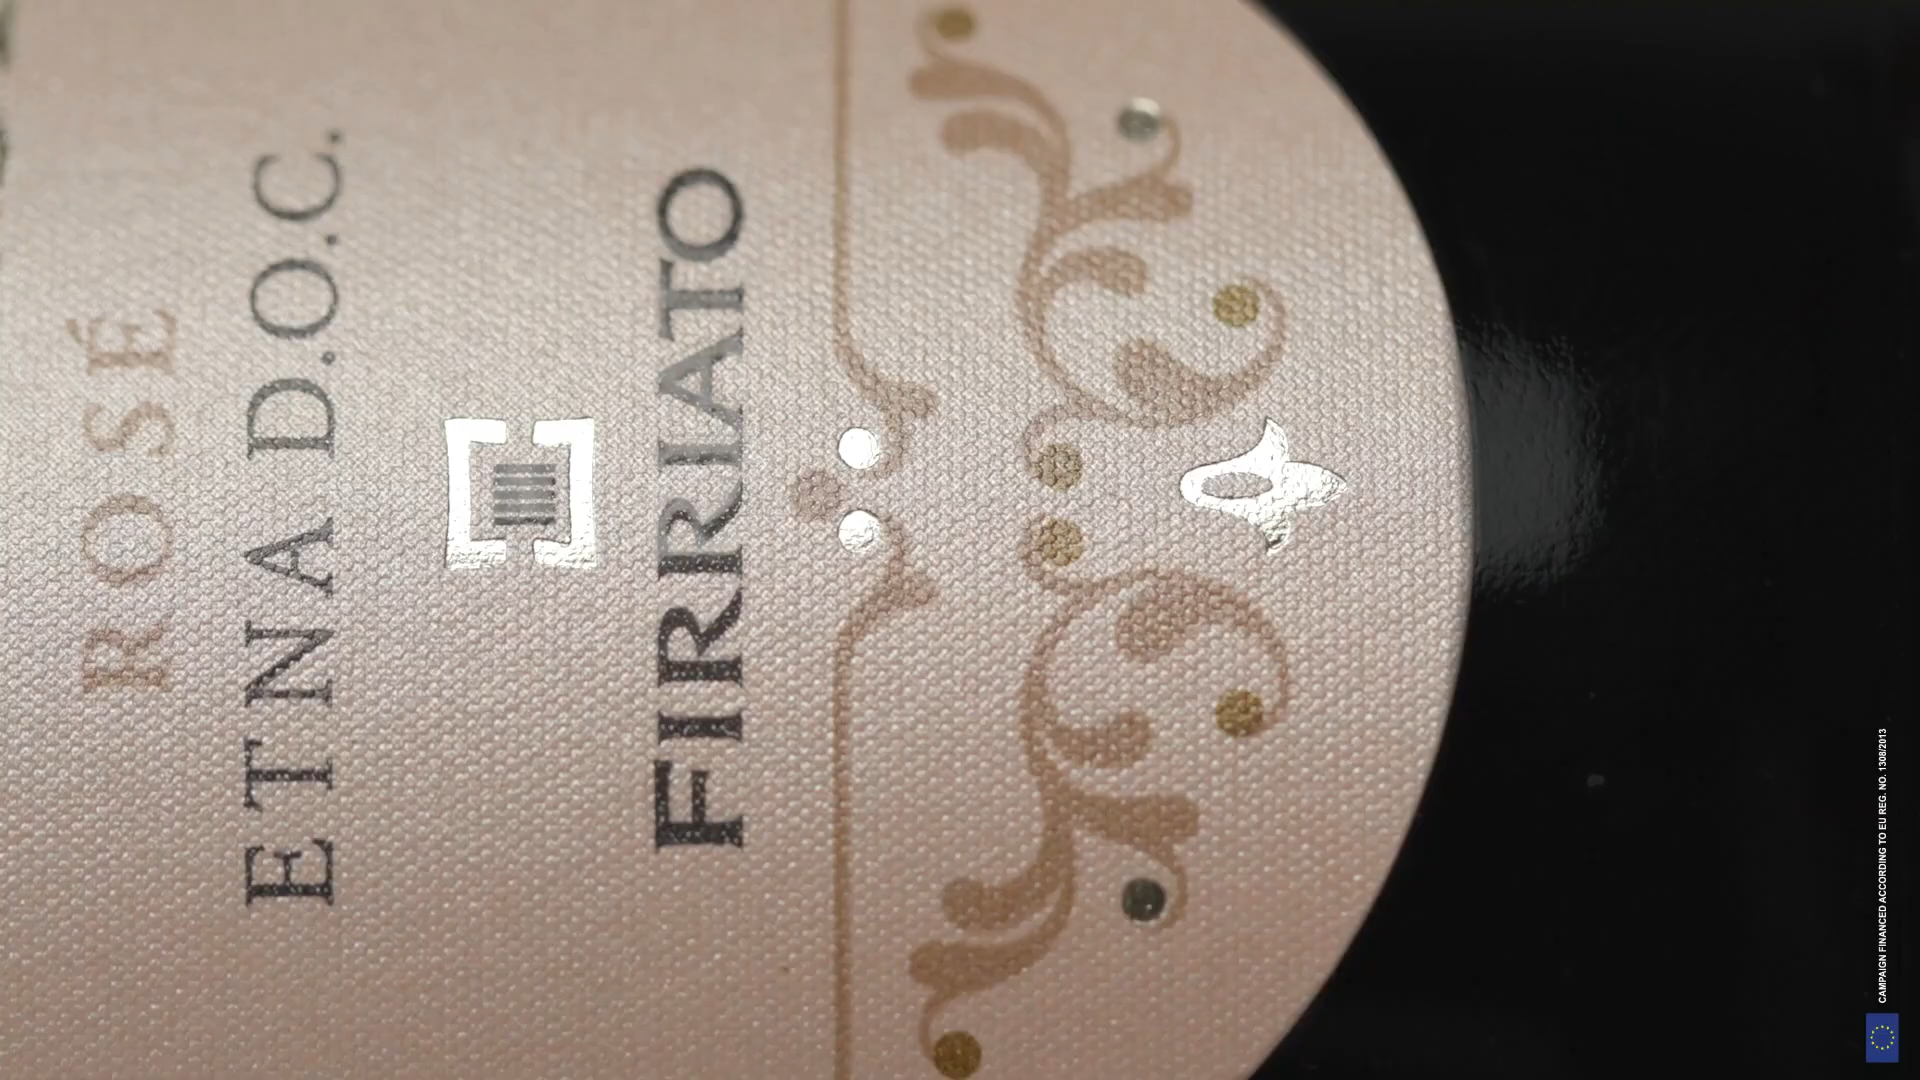 FIRRIATO
ETNA D.O.C.
ROSÉ
CAMPAIGN FINANCED ACCORDING TO EU REG. NO. 1308/2013